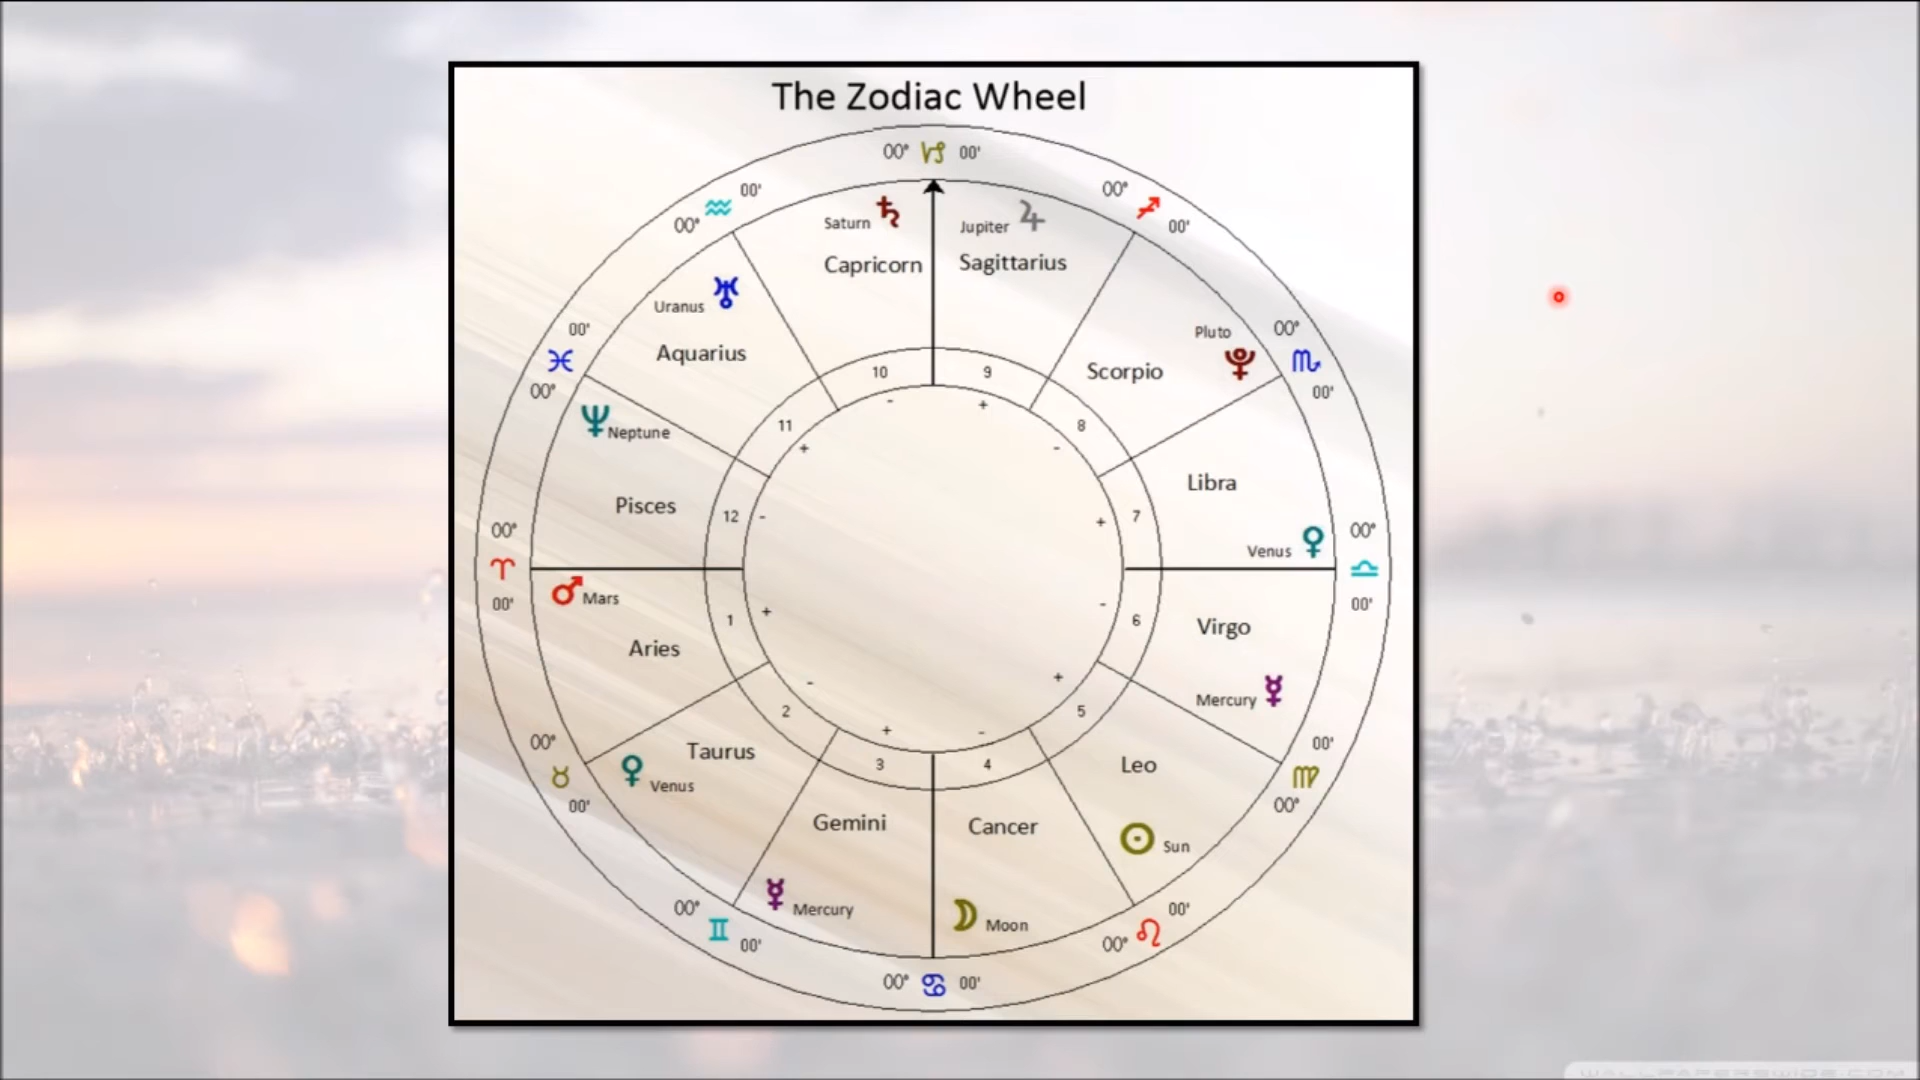 The Zodiac Wheel
00° ♑ 00'
00' 00°
♒ ♐
00° 00'
Saturn ♄ Jupiter ♃
Capricorn Sagittarius
Uranus ♅
00' Pluto 00°
♓ Aquarius Scorpio ♇ ♏
00° 10 9 00'
- +
♆ Neptune 11 8
+ -
Libra
Pisces 12 - + 7
00° Venus ♀ 00°
♈ ♎
♂ Mars
00' 1 + - 6 00'
Aries Virgo
- +
Mercury ☿
2 5
+ -
00° Taurus 3 4 Leo 00'
♉ ♀ Venus ♍
00' 00°
Gemini Cancer
☉ Sun
☿ Mercury ☽ Moon
00° 00'
♊ ♌
00' 00°
00° ♋ 00'